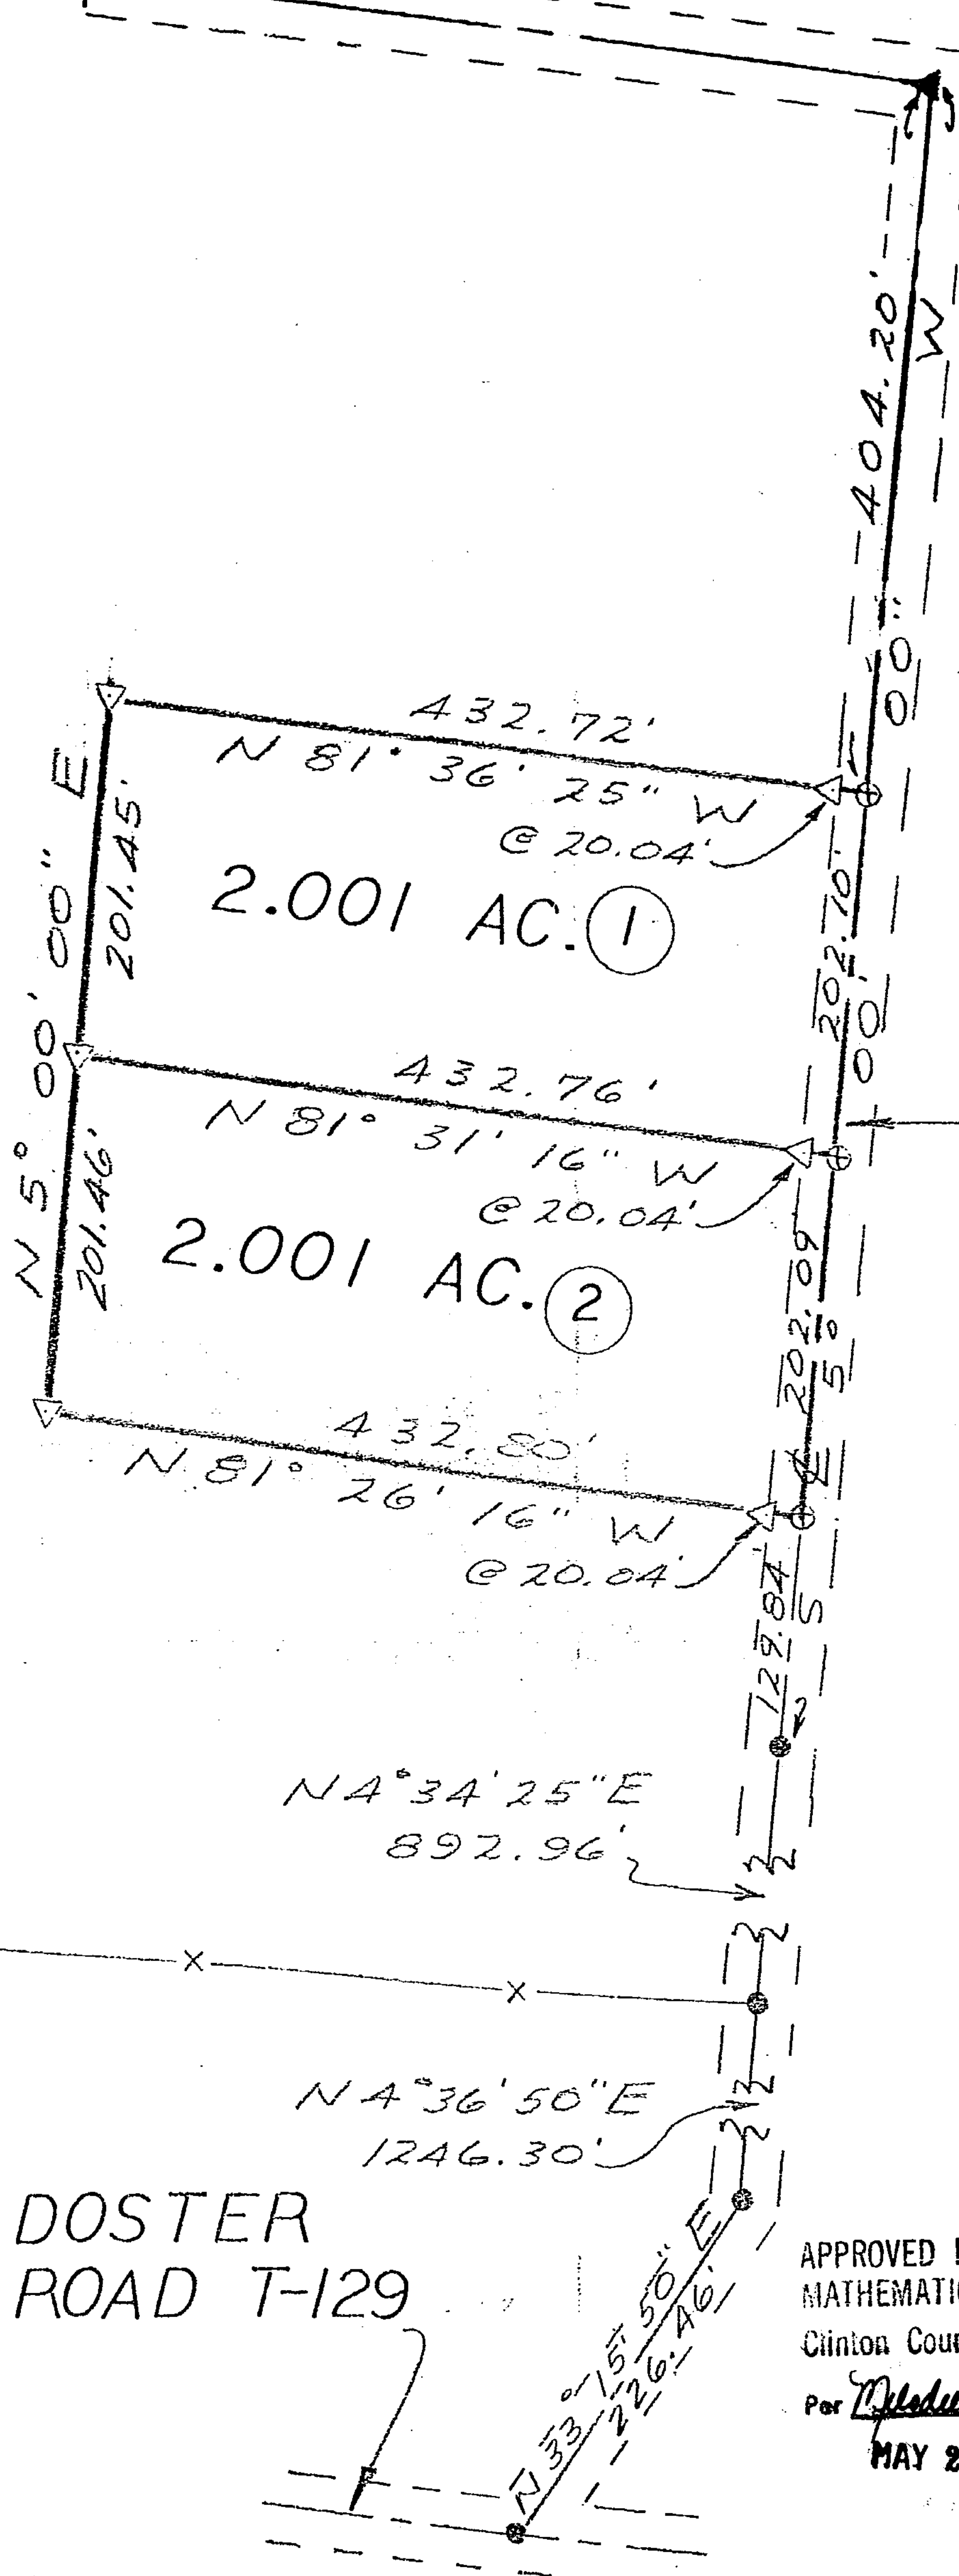 404.20'
W
432.72'
N 81° 36' 25" W
@ 20.04'
00"
N 5° 00' 00" E
201.45'
2.001 AC. 1
202.10'
00'
432.76'
N 81° 31' 16" W
@ 20.04'
201.46'
2.001 AC. 2
202.09
5°
432.80'
N 81° 26' 16" W
@ 20.04'
S
129.84
N 4° 34' 25" E
892.96'
X
X
N 4° 36' 50" E
1246.30'
DOSTER
ROAD T-129
N 33° 15' 50" E
226.46'
APPROVED
Clinton
Per
MAY 2